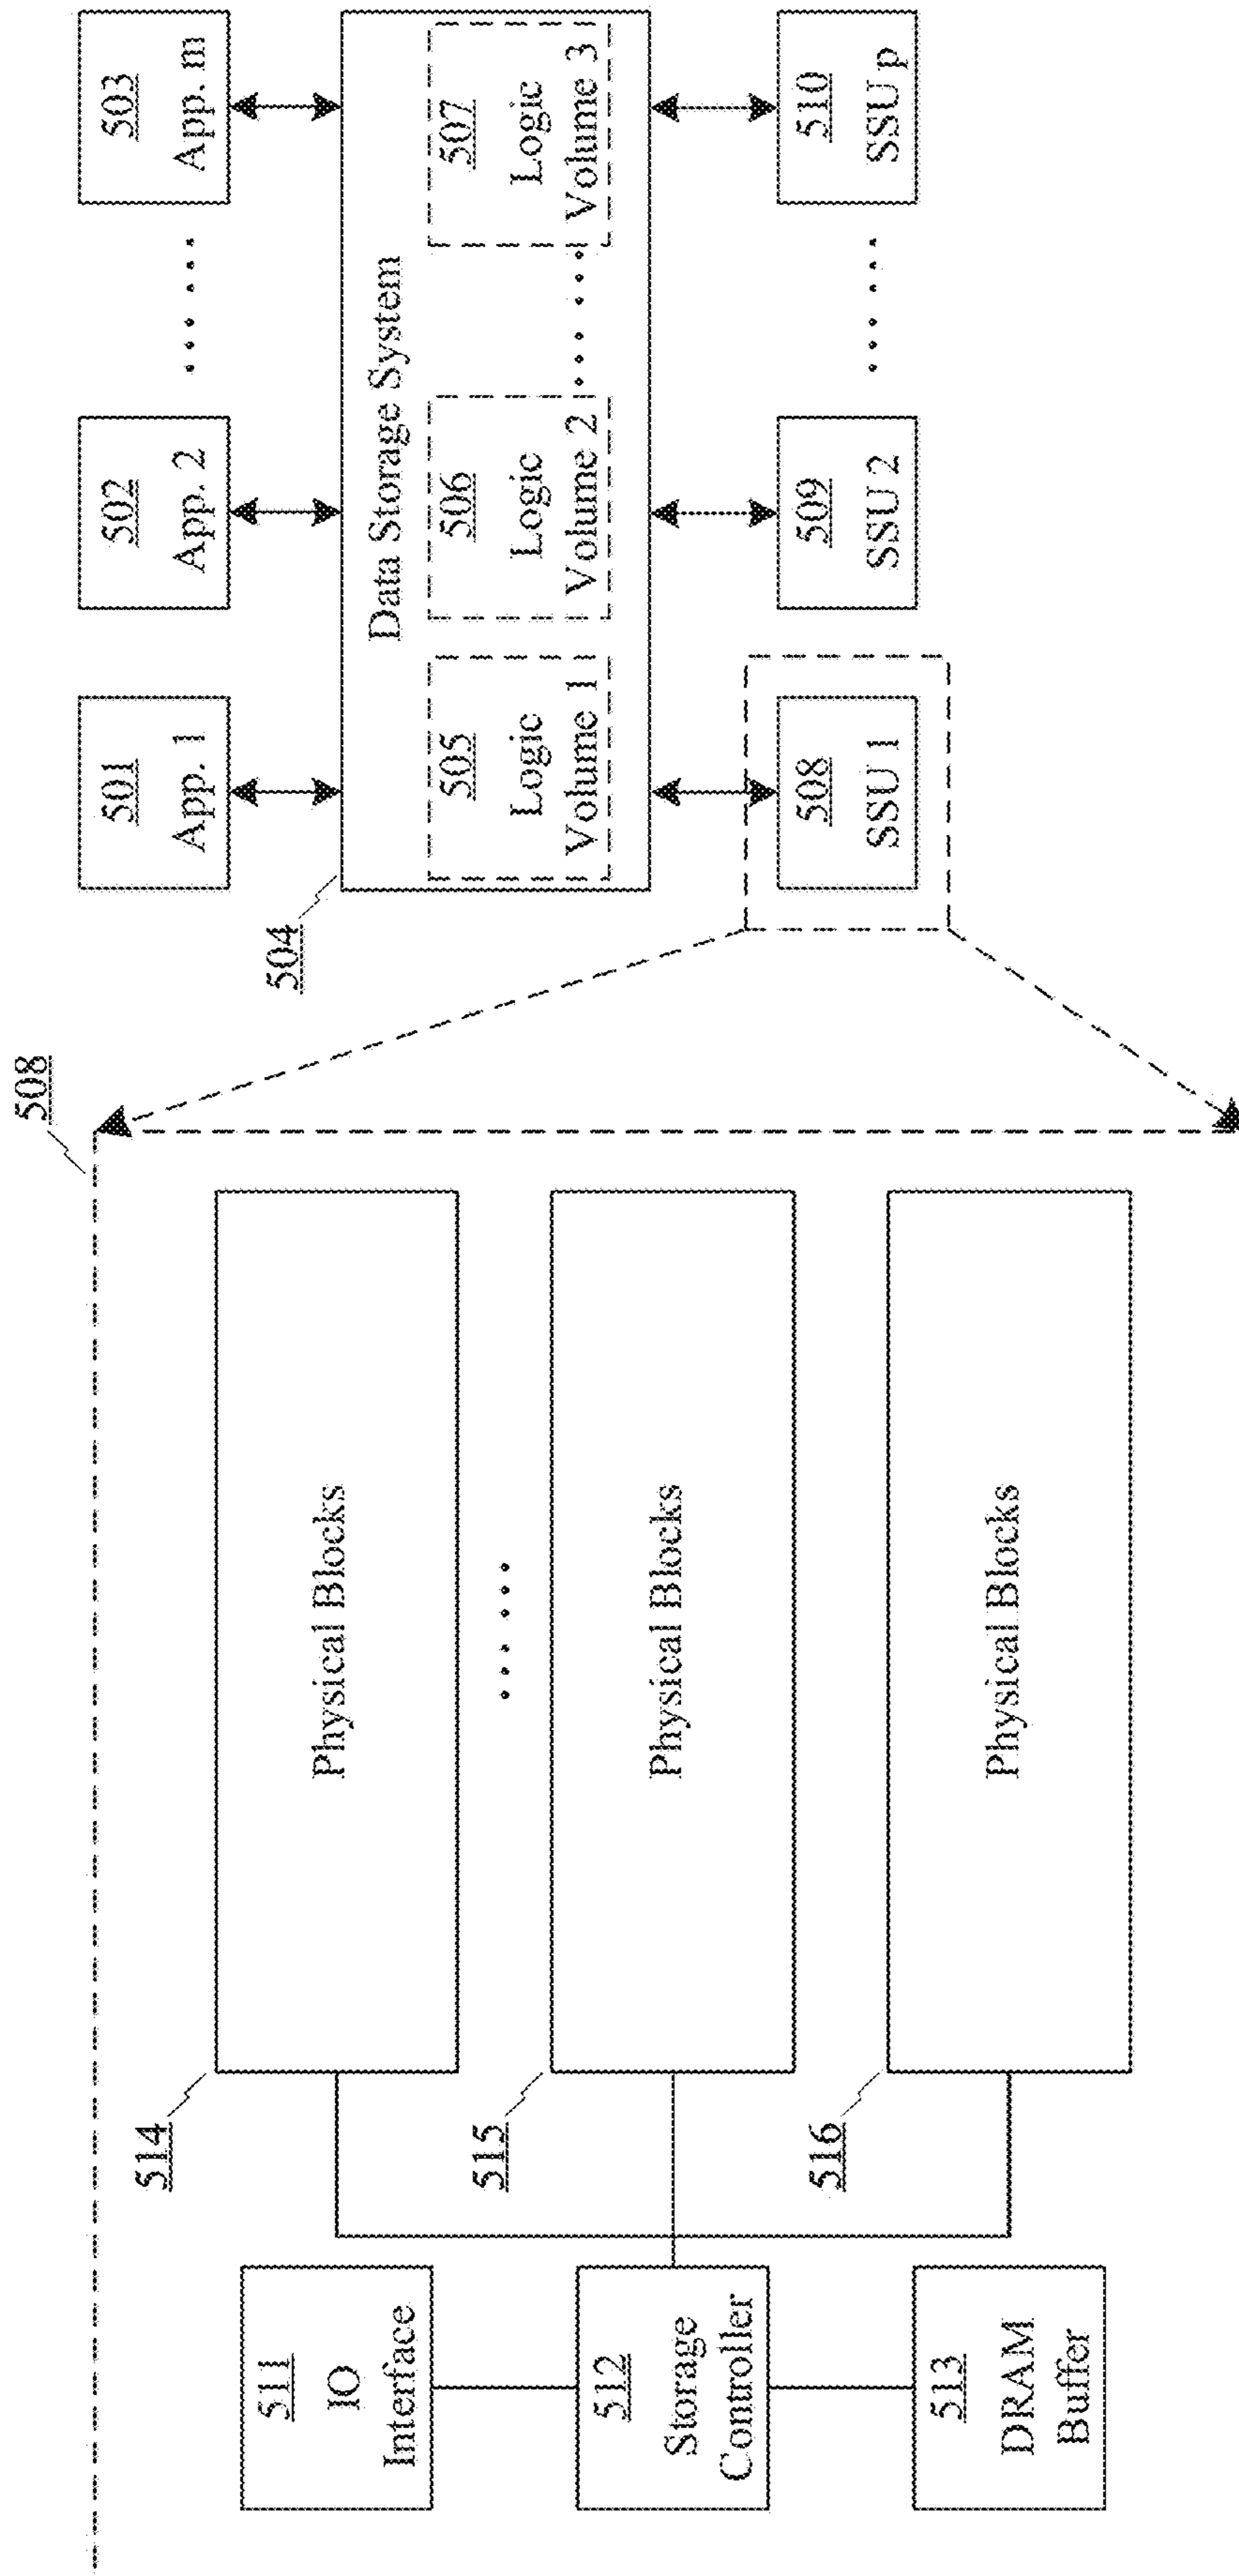 501
App. 1
502
App. 2
503
App. m
504
Data Storage System
505
Logic
Volume 1
506
Logic
Volume 2
507
Logic
Volume 3
508
SSU 1
509
SSU 2
510
SSU p
508
511
IO
Interface
512
Storage
Controller
513
DRAM
Buffer
514
Physical Blocks
515
Physical Blocks
516
Physical Blocks